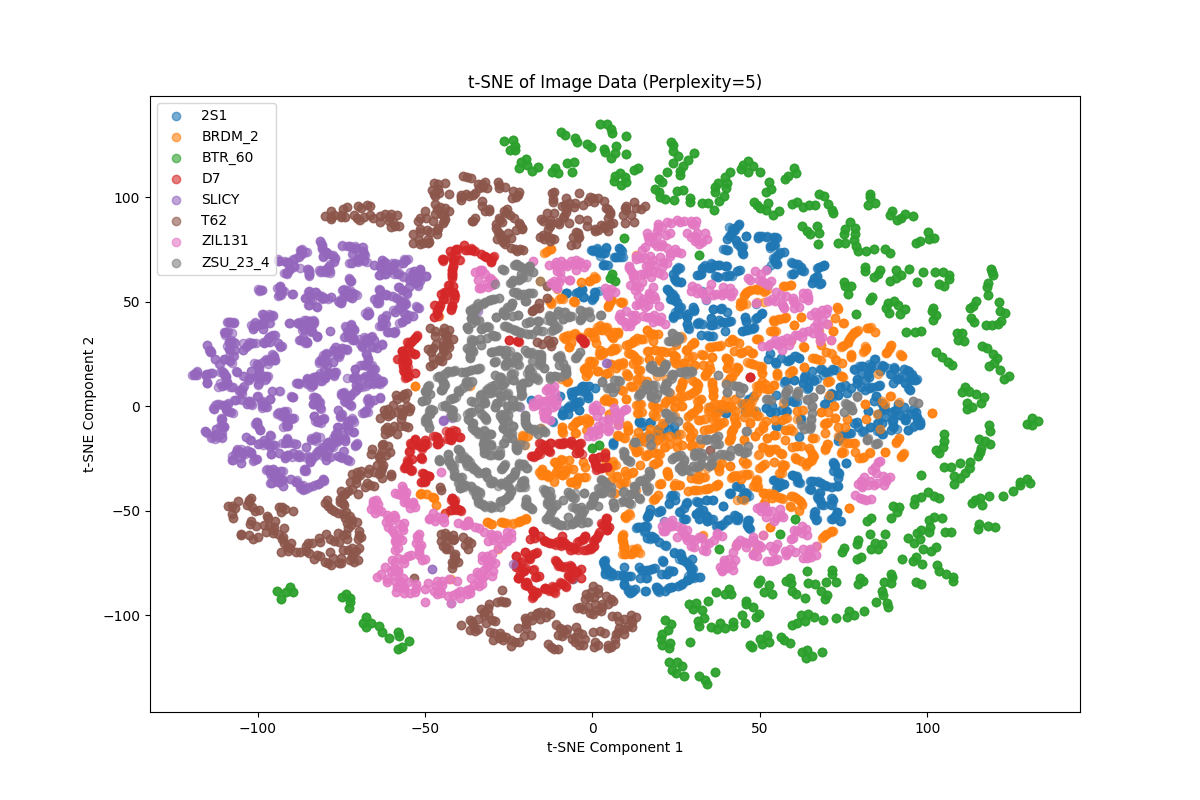 t-SNE of Image Data (Perplexity=5)
2S1
BRDM_2
BTR_60
D7
SLICY
T62
ZIL131
ZSU_23_4
100
50
0
−50
−100
t-SNE Component 2
−100
−50
0
50
100
t-SNE Component 1